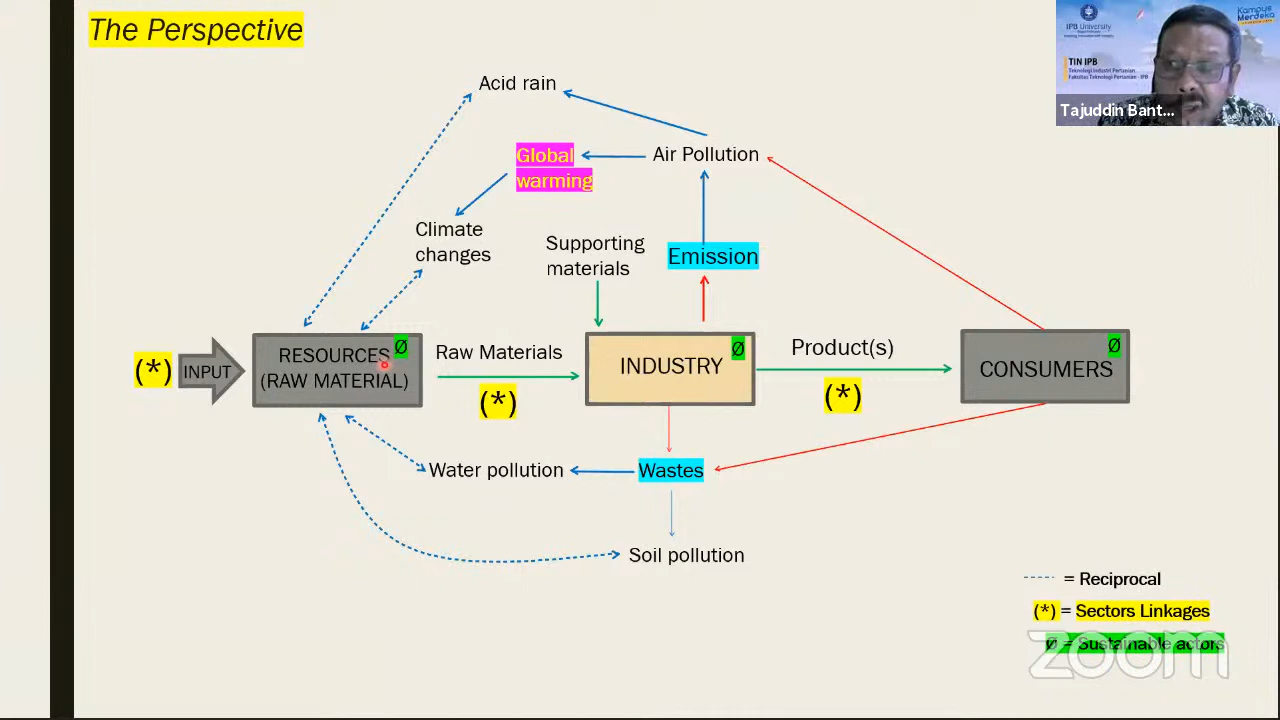 The Perspective
IPB University
Kampus
Merdeka
TIN IPB
Teknologi Industri Pertanian
Fakultas Teknologi Pertanian - IPB
Tajuddin Bant...
Acid rain
Global
warming
Air Pollution
Climate
changes
Supporting
materials
Emission
(*)
INPUT
RESOURCES
(RAW MATERIAL)
Ø
Raw Materials
(*)
INDUSTRY
Ø
Product(s)
(*)
CONSUMERS
Ø
Water pollution
Wastes
Soil pollution
= Reciprocal
(*) = Sectors Linkages
Ø = Sustainable actors
zoom